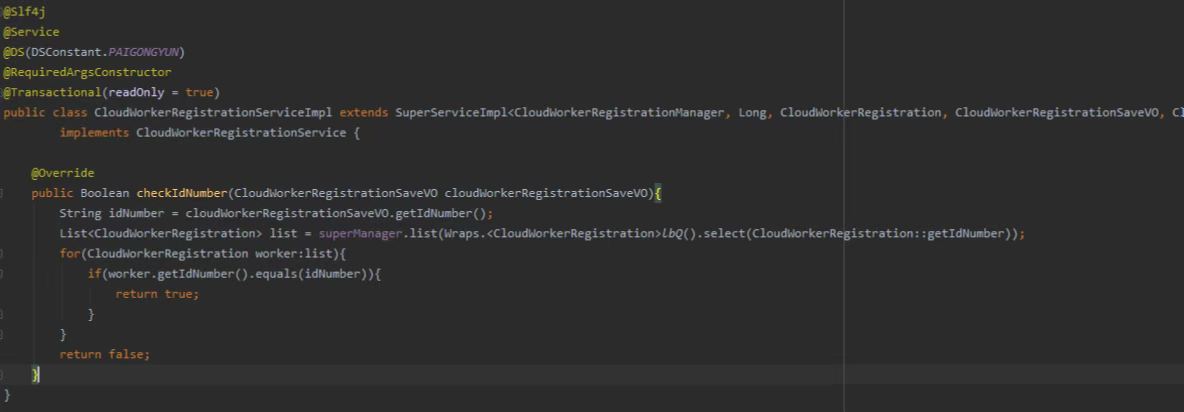 @Slf4j
@Service
@DS(DSConstant.PAIGONGYUN)
@RequiredArgsConstructor
@Transactional(readOnly = true)
public class CloudWorkerRegistrationServiceImpl extends SuperServiceImpl<CloudWorkerRegistrationManager, Long, CloudWorkerRegistration, CloudWorkerRegistrationSaveVO, Cl
        implements CloudWorkerRegistrationService {
    @Override
    public Boolean checkIdNumber(CloudWorkerRegistrationSaveVO cloudWorkerRegistrationSaveVO){
        String idNumber = cloudWorkerRegistrationSaveVO.getIdNumber();
        List<CloudWorkerRegistration> list = superManager.list(Wraps.<CloudWorkerRegistration>lbQ().select(CloudWorkerRegistration::getIdNumber));
        for(CloudWorkerRegistration worker:list){
            if(worker.getIdNumber().equals(idNumber)){
                return true;
            }
        }
        return false;
    }
}